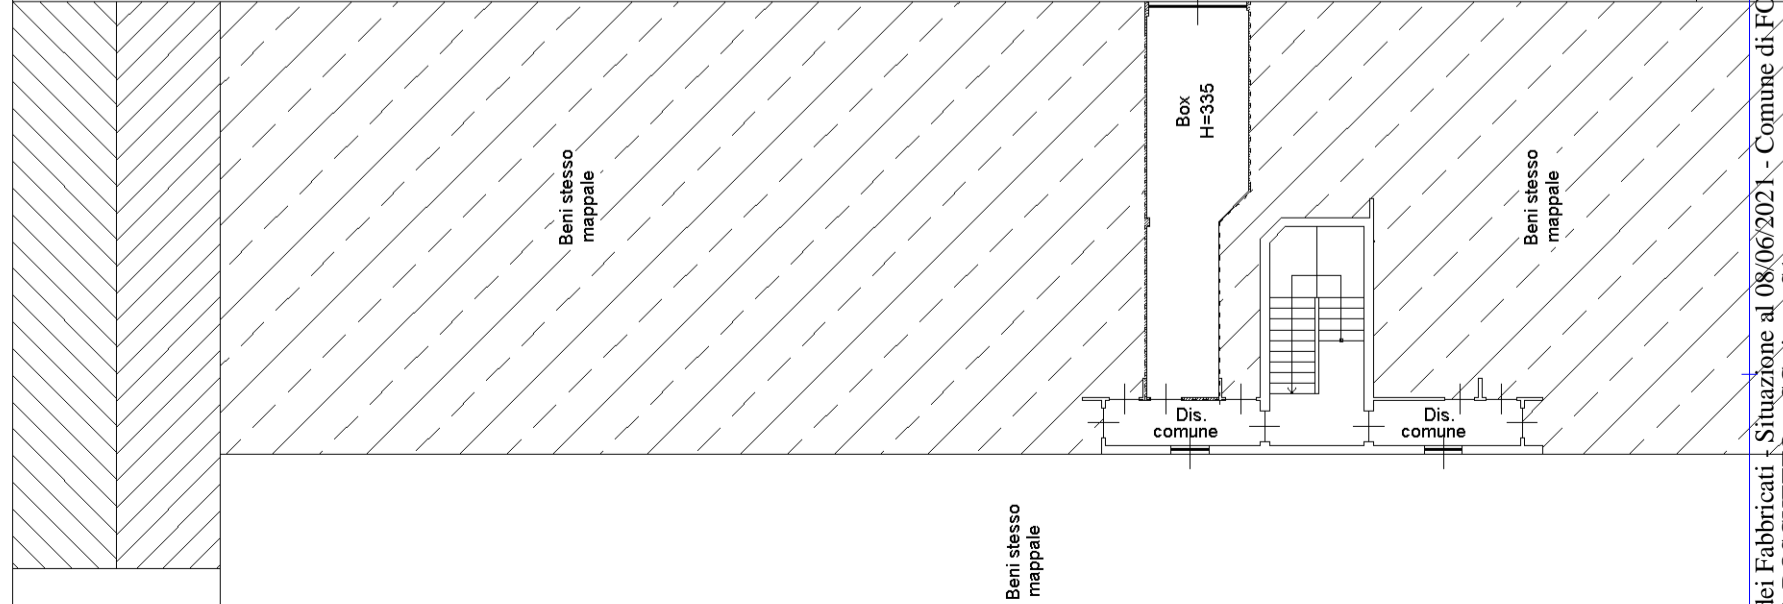 Box
H=335
Beni stesso
mappale
Beni stesso
mappale
Dis.
comune
Dis.
comune
Beni stesso
mappale
dei Fabbricati - Situazione al 08/06/2021 - Comune di FO